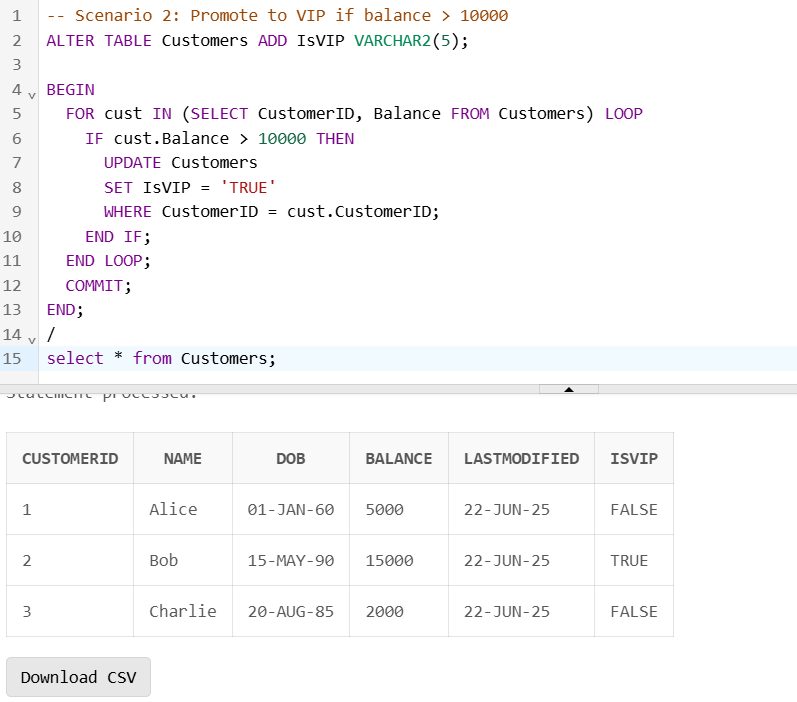 1 -- Scenario 2: Promote to VIP if balance > 10000
2 ALTER TABLE Customers ADD IsVIP VARCHAR2(5);
3
4 BEGIN
5 FOR cust IN (SELECT CustomerID, Balance FROM Customers) LOOP
6 IF cust.Balance > 10000 THEN
7 UPDATE Customers
8 SET IsVIP = 'TRUE'
9 WHERE CustomerID = cust.CustomerID;
10 END IF;
11 END LOOP;
12 COMMIT;
13 END;
14 /
15 select * from Customers;
Statement processed.
CUSTOMERID NAME DOB BALANCE LASTMODIFIED ISVIP
1 Alice 01-JAN-60 5000 22-JUN-25 FALSE
2 Bob 15-MAY-90 15000 22-JUN-25 TRUE
3 Charlie 20-AUG-85 2000 22-JUN-25 FALSE
Download CSV